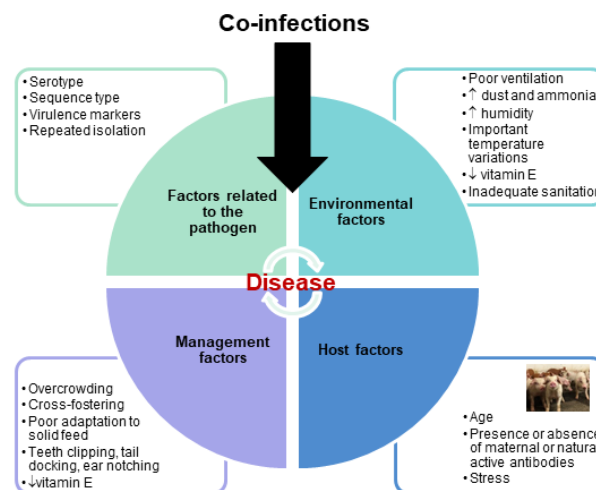 Co-infections
• Serotype
• Sequence type
• Virulence markers
• Repeated isolation
• Poor ventilation
• ↑ dust and ammonia
• ↑ humidity
• Important
temperature
variations
• ↓ vitamin E
• Inadequate sanitation
Factors related
to the
pathogen
Environmental
factors
Disease
Management
factors
Host factors
• Overcrowding
• Cross-fostering
• Poor adaptation to
solid feed
• Teeth clipping, tail
docking, ear notching
• ↓vitamin E
• Age
• Presence or absence
of maternal or natural
active antibodies
• Stress